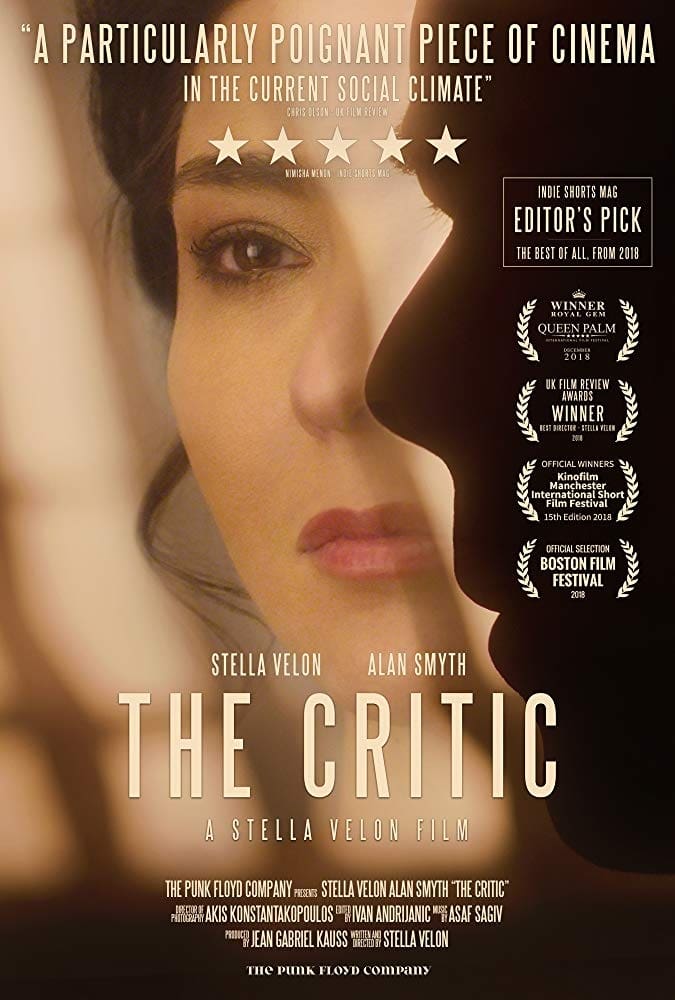 “A PARTICULARLY POIGNANT PIECE OF CINEMA
IN THE CURRENT SOCIAL CLIMATE”
CHRIS OLSON - UK FILM REVIEW
NIMISHA MENON INDIE SHORTS MAG
INDIE SHORTS MAG
EDITOR'S PICK
THE BEST OF ALL, FROM 2018
WINNER
ROYAL GEM
QUEEN PALM
INTERNATIONAL FILM FESTIVAL
DECEMBER
2018
UK FILM REVIEW
AWARDS
WINNER
BEST DIRECTOR - STELLA VELON
2018
OFFICIAL WINNERS
Kinofilm
Manchester
International Short
Film Festival
15th Edition 2018
OFFICIAL SELECTION
BOSTON FILM
FESTIVAL
2018
STELLA VELON ALAN SMYTH
THE CRITIC
A STELLA VELON FILM
THE PUNK FLOYD COMPANY PRESENTS STELLA VELON ALAN SMYTH “THE CRITIC”
DIRECTOR OF PHOTOGRAPHY AKIS KONSTANTAKOPOULOS EDITED BY IVAN ANDRIJANIC MUSIC BY ASAF SAGIV
PRODUCED BY JEAN GABRIEL KAUSS WRITTEN AND DIRECTED BY STELLA VELON
THE PUNK FLOYD COMPANY